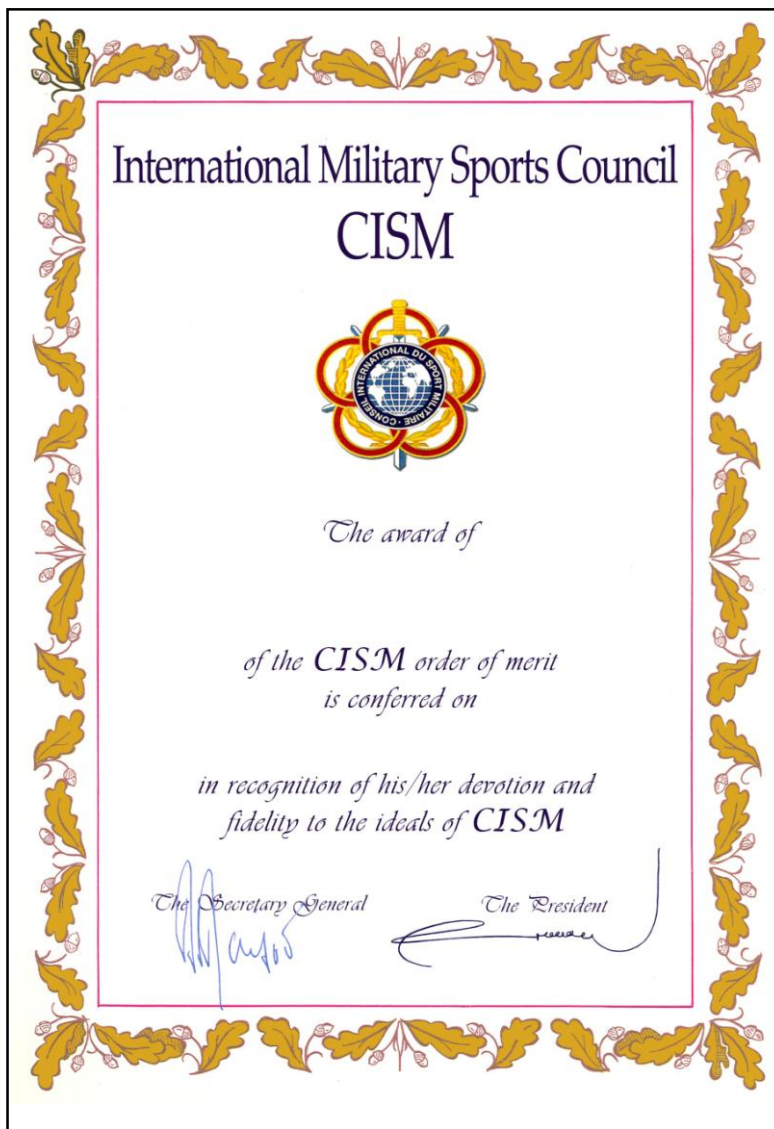 International Military Sports Council
CISM
CONSEIL INTERNATIONAL DU SPORT MILITAIRE
The award of
of the CISM order of merit
is conferred on
in recognition of his/her devotion and
fidelity to the ideals of CISM
The Secretary General
The President